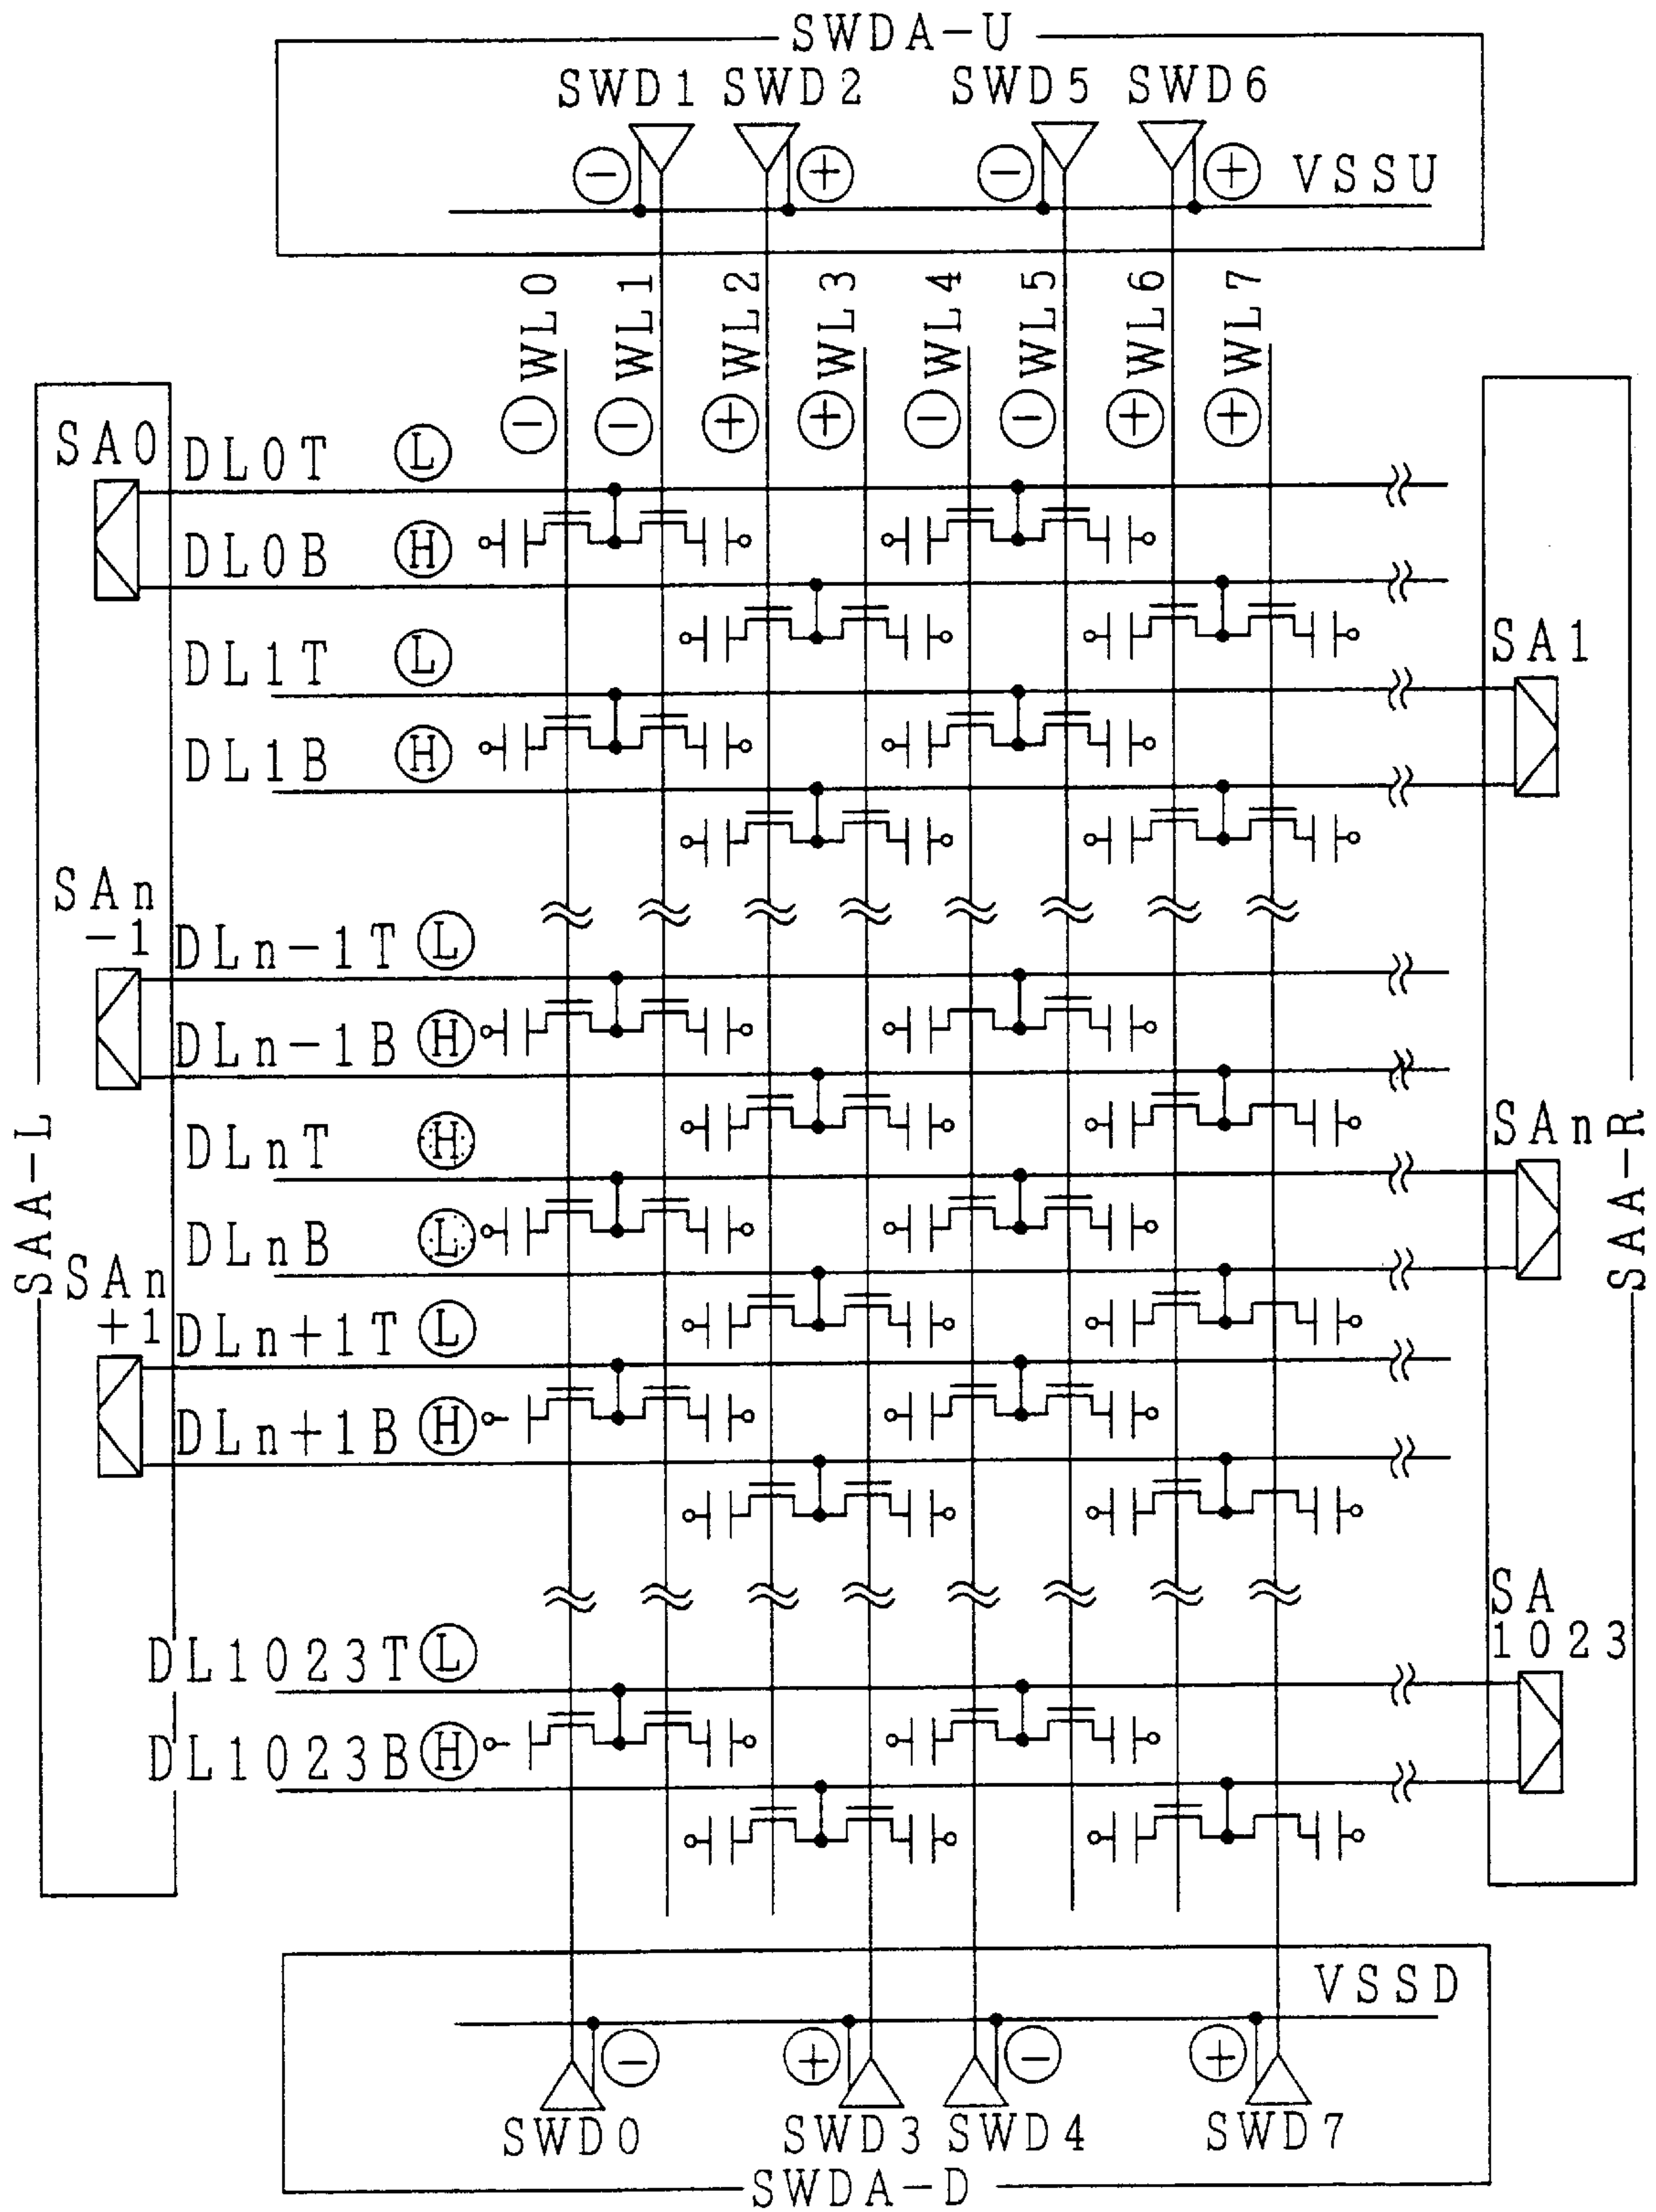 SWDA-U
SWD1 SWD2 SWD5 SWD6
− + − + VSSU
WL0 WL1 WL2 WL3 WL4 WL5 WL6 WL7
− − + + − − + +
SA0
DL0T L
DL0B H
DL1T L
SA1
DL1B H
SAn
-1
DLn-1T L
DLn-1B H
SAA-L
DLnT H
SAn
SAA-R
DLnB L
SAn
+1
DLn+1T L
DLn+1B H
SA
1023
DL1023T L
DL1023B H
VSSD
− + − +
SWD0 SWD3 SWD4 SWD7
SWDA-D